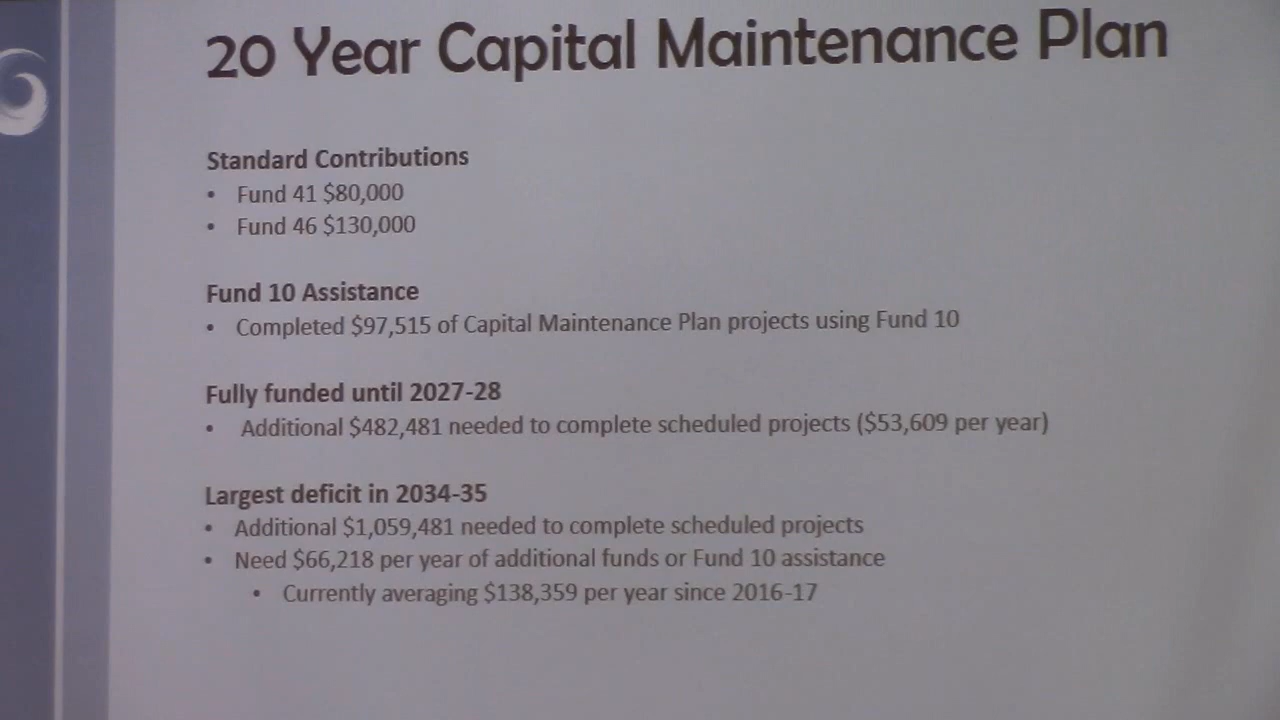 20 Year Capital Maintenance Plan
Standard Contributions
• Fund 41 $80,000
• Fund 46 $130,000
Fund 10 Assistance
• Completed $97,515 of Capital Maintenance Plan projects using Fund 10
Fully funded until 2027-28
• Additional $482,481 needed to complete scheduled projects ($53,609 per year)
Largest deficit in 2034-35
• Additional $1,059,481 needed to complete scheduled projects
• Need $66,218 per year of additional funds or Fund 10 assistance
• Currently averaging $138,359 per year since 2016-17